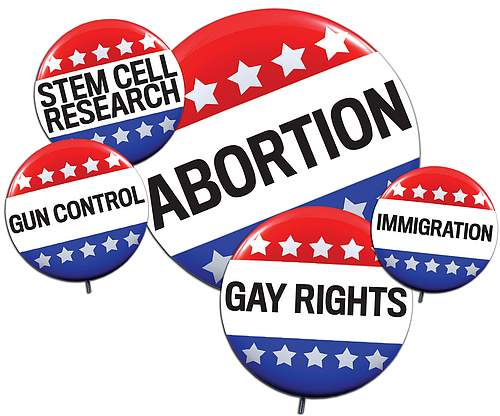 STEM CELL
RESEARCH
ABORTION
GUN CONTROL
IMMIGRATION
GAY RIGHTS